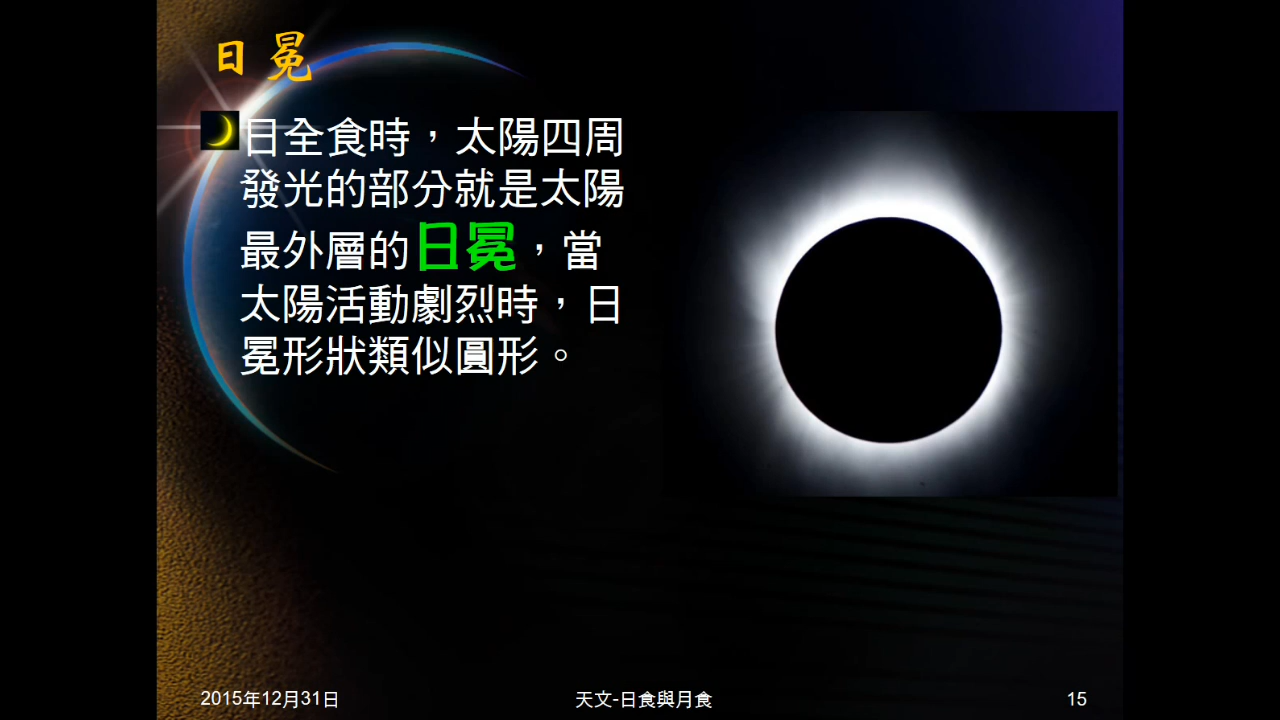 日冕
日全食時，太陽四周
發光的部分就是太陽
最外層的日冕，當
太陽活動劇烈時，日
冕形狀類似圓形。
2015年12月31日
天文-日食與月食
15